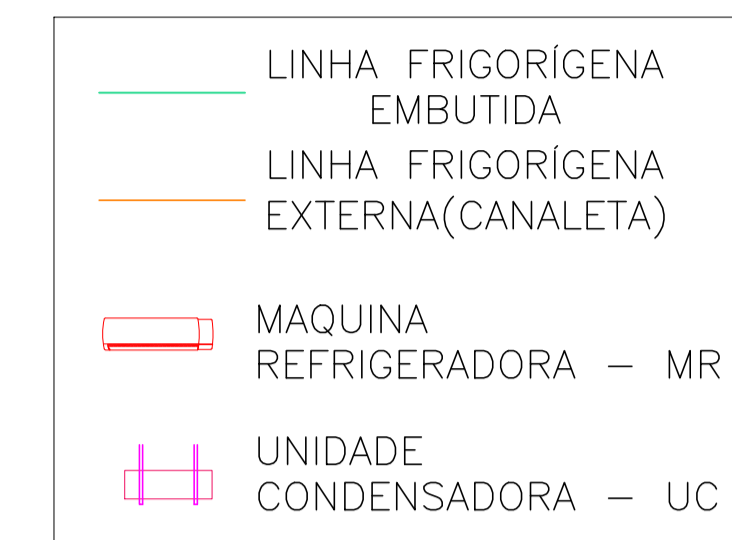 LINHA FRIGORÍGENA
EMBUTIDA
LINHA FRIGORÍGENA
EXTERNA(CANALETA)
MAQUINA
REFRIGERADORA – MR
UNIDADE
CONDENSADORA – UC